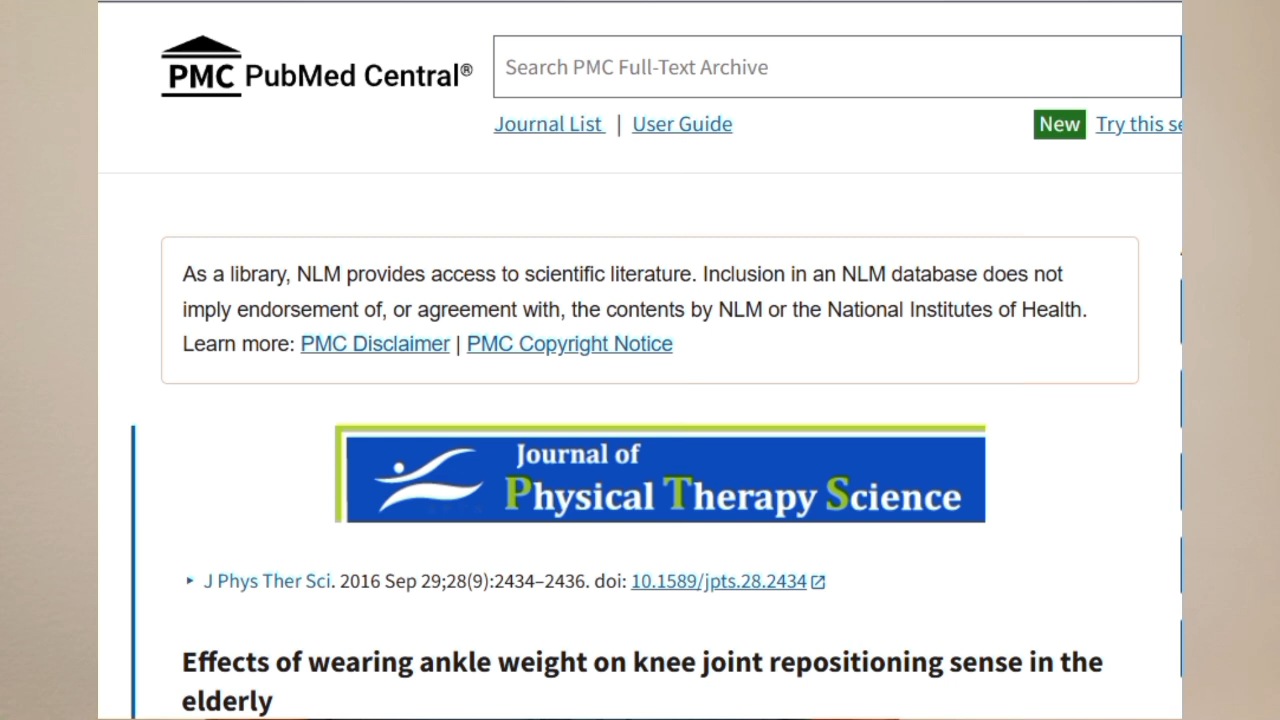 PMC PubMed Central®
Search PMC Full-Text Archive
Journal List | User Guide
New Try this
As a library, NLM provides access to scientific literature. Inclusion in an NLM database does not
imply endorsement of, or agreement with, the contents by NLM or the National Institutes of Health.
Learn more: PMC Disclaimer | PMC Copyright Notice
Journal of
Physical Therapy Science
J Phys Ther Sci. 2016 Sep 29;28(9):2434–2436. doi: 10.1589/jpts.28.2434
Effects of wearing ankle weight on knee joint repositioning sense in the
elderly